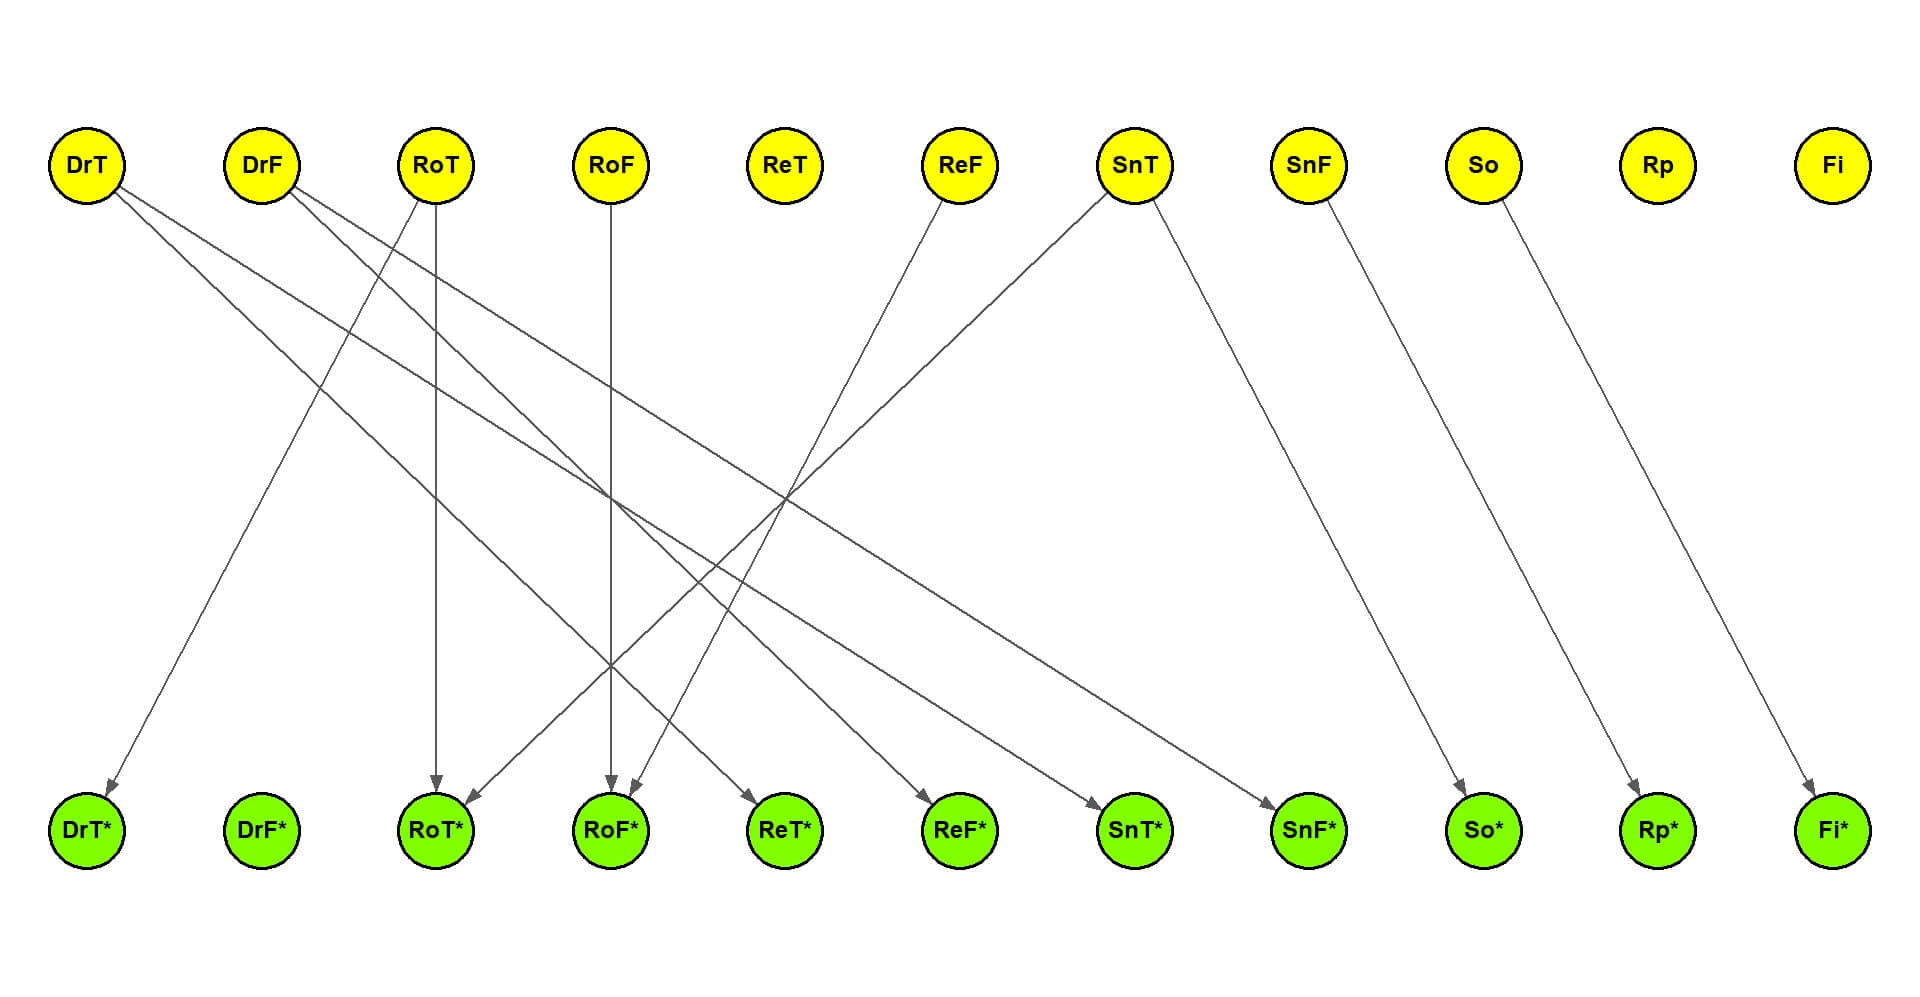 DrT DrF RoT RoF ReT ReF SnT SnF So Rp Fi
DrT* DrF* RoT* RoF* ReT* ReF* SnT* SnF* So* Rp* Fi*